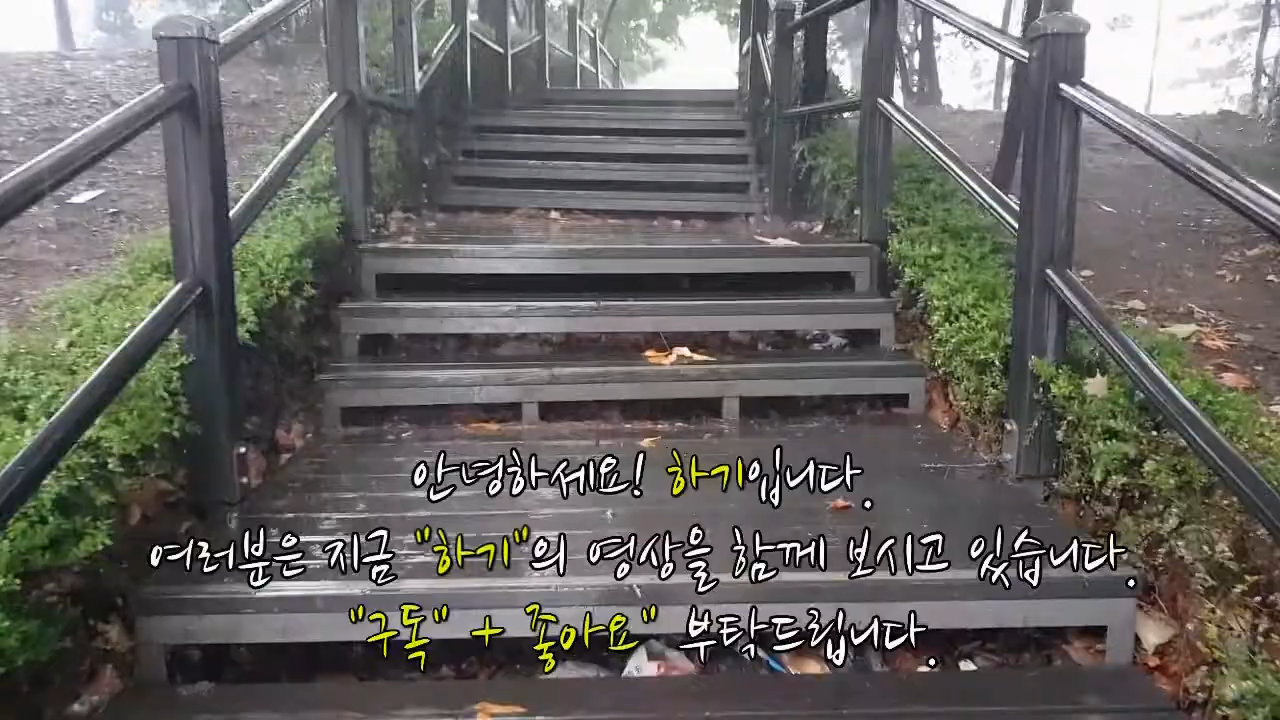 안녕하세요! 하기입니다.
여러분은 지금 "하기"의 영상을 함께 보시고 있습니다.
"구독" + 좋아요" 부탁드립니다.